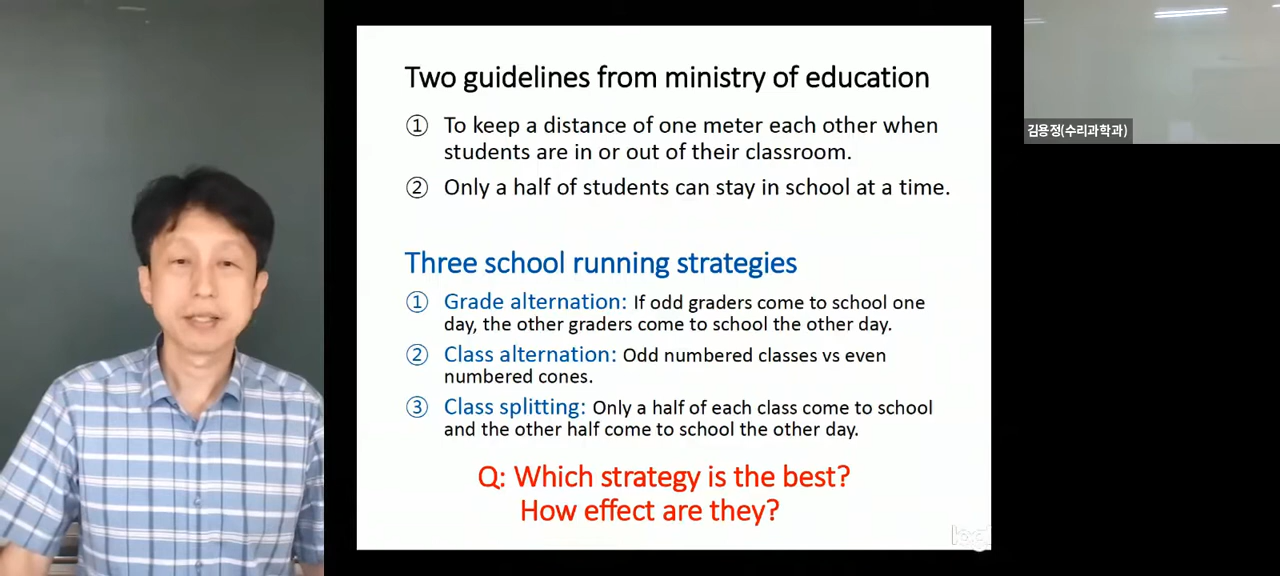 Two guidelines from ministry of education
① To keep a distance of one meter each other when
students are in or out of their classroom.
② Only a half of students can stay in school at a time.
Three school running strategies
① Grade alternation: If odd graders come to school one
day, the other graders come to school the other day.
② Class alternation: Odd numbered classes vs even
numbered cones.
③ Class splitting: Only a half of each class come to school
and the other half come to school the other day.
Q: Which strategy is the best?
How effect are they?
김용정(수리과학과)